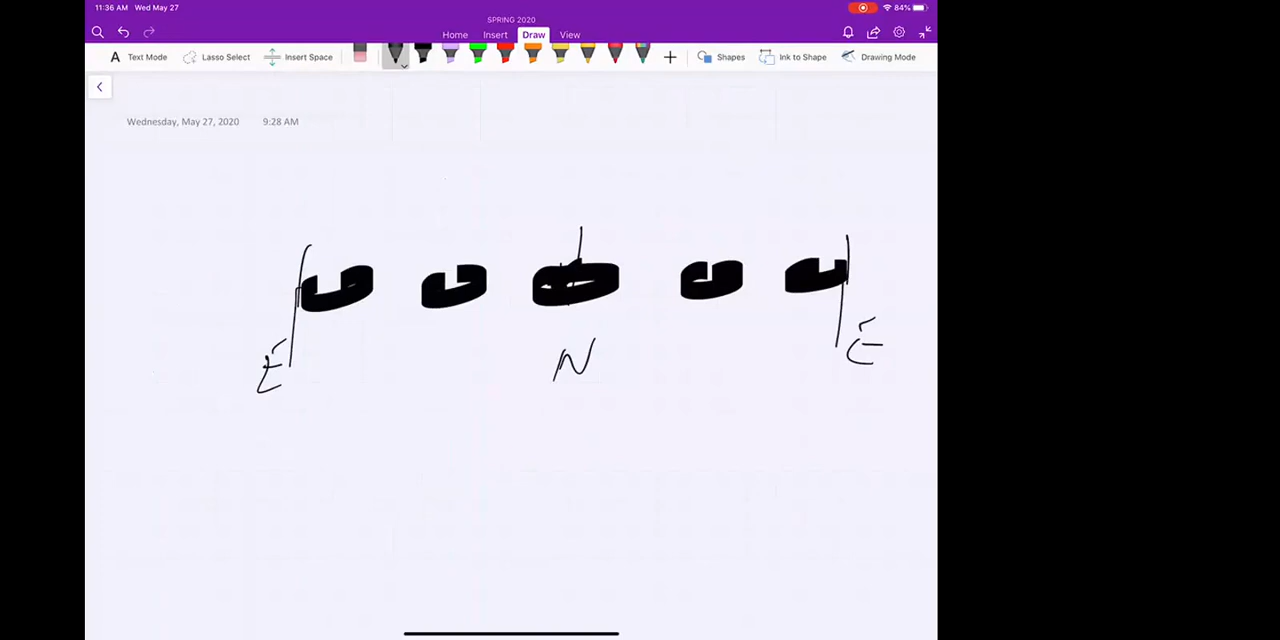 11:36 AM Wed May 27
84%
SPRING 2020
Home Insert Draw View
A Text Mode Lasso Select Insert Space Shapes Ink to Shape Drawing Mode
Wednesday, May 27, 2020 9:28 AM
E E
N